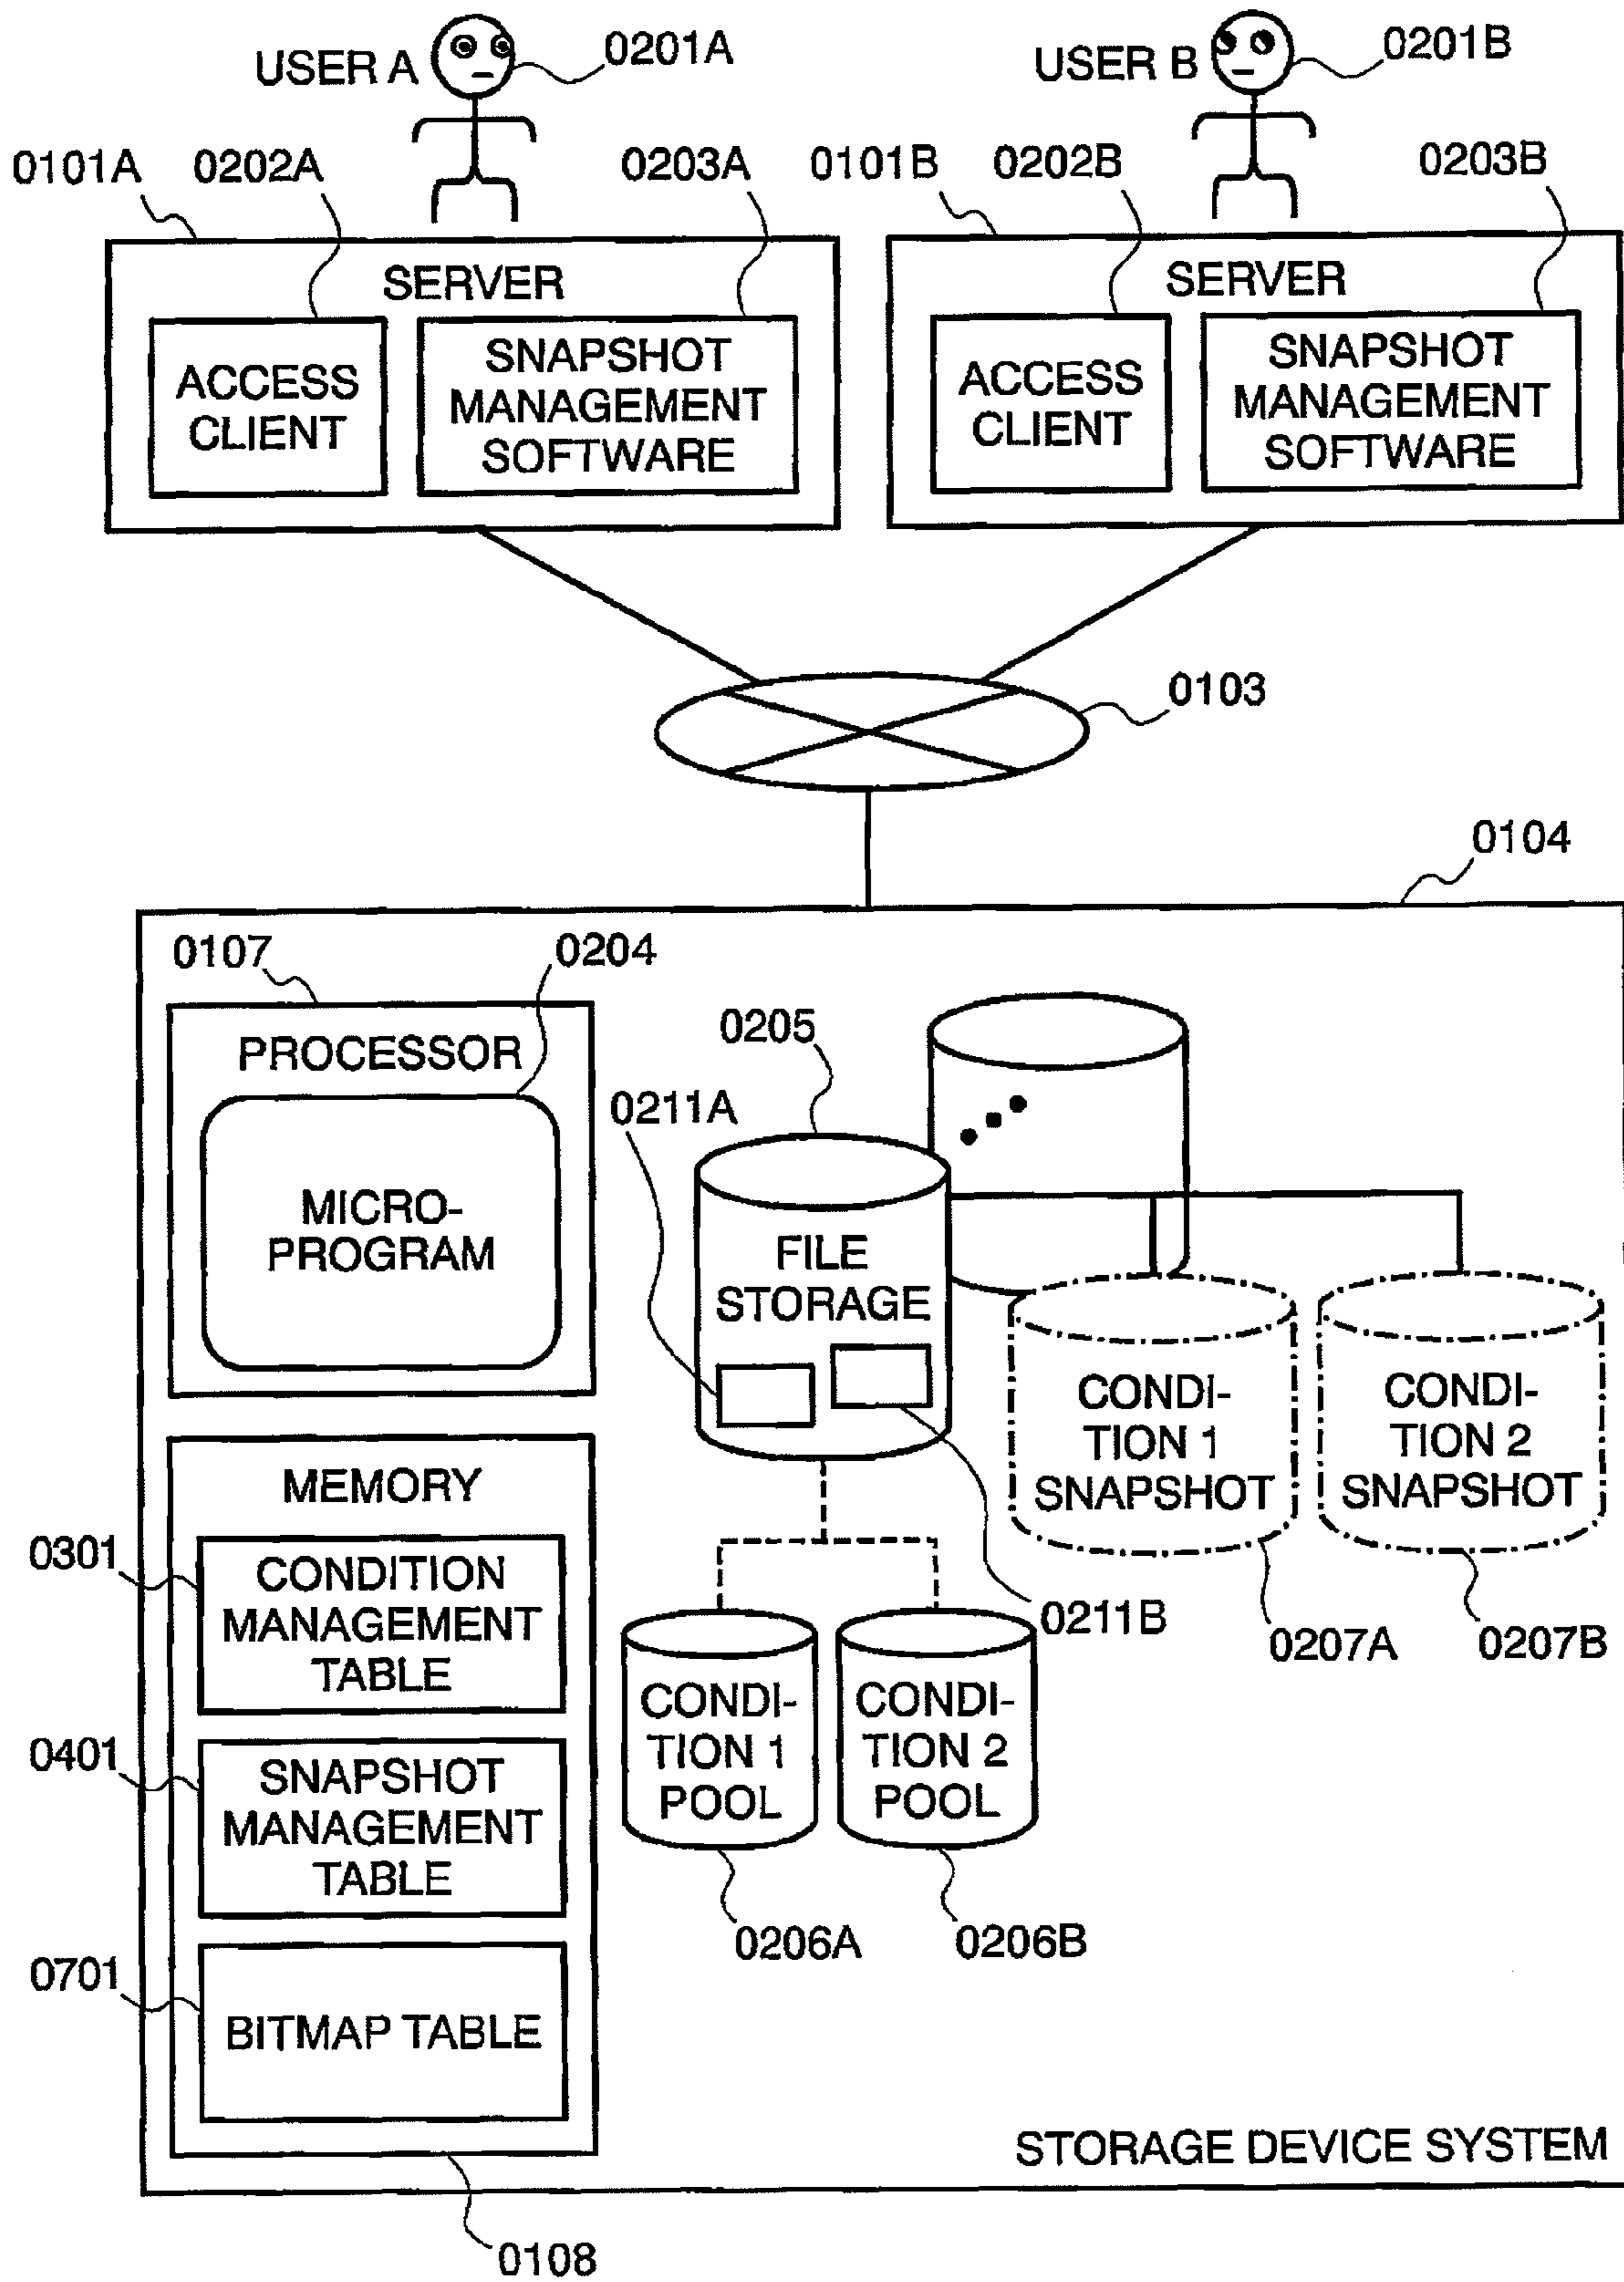 USER A
0201A
USER B
0201B
0101A
0202A
0203A
0101B
0202B
0203B
SERVER
ACCESS
CLIENT
SNAPSHOT
MANAGEMENT
SOFTWARE
SERVER
ACCESS
CLIENT
SNAPSHOT
MANAGEMENT
SOFTWARE
0103
0104
0107
0204
PROCESSOR
MICRO-
PROGRAM
0205
0211A
FILE
STORAGE
CONDI-
TION 1
SNAPSHOT
CONDI-
TION 2
SNAPSHOT
0211B
0207A
0207B
MEMORY
0301
CONDITION
MANAGEMENT
TABLE
0401
SNAPSHOT
MANAGEMENT
TABLE
0701
BITMAP TABLE
CONDI-
TION 1
POOL
CONDI-
TION 2
POOL
0206A
0206B
STORAGE DEVICE SYSTEM
0108